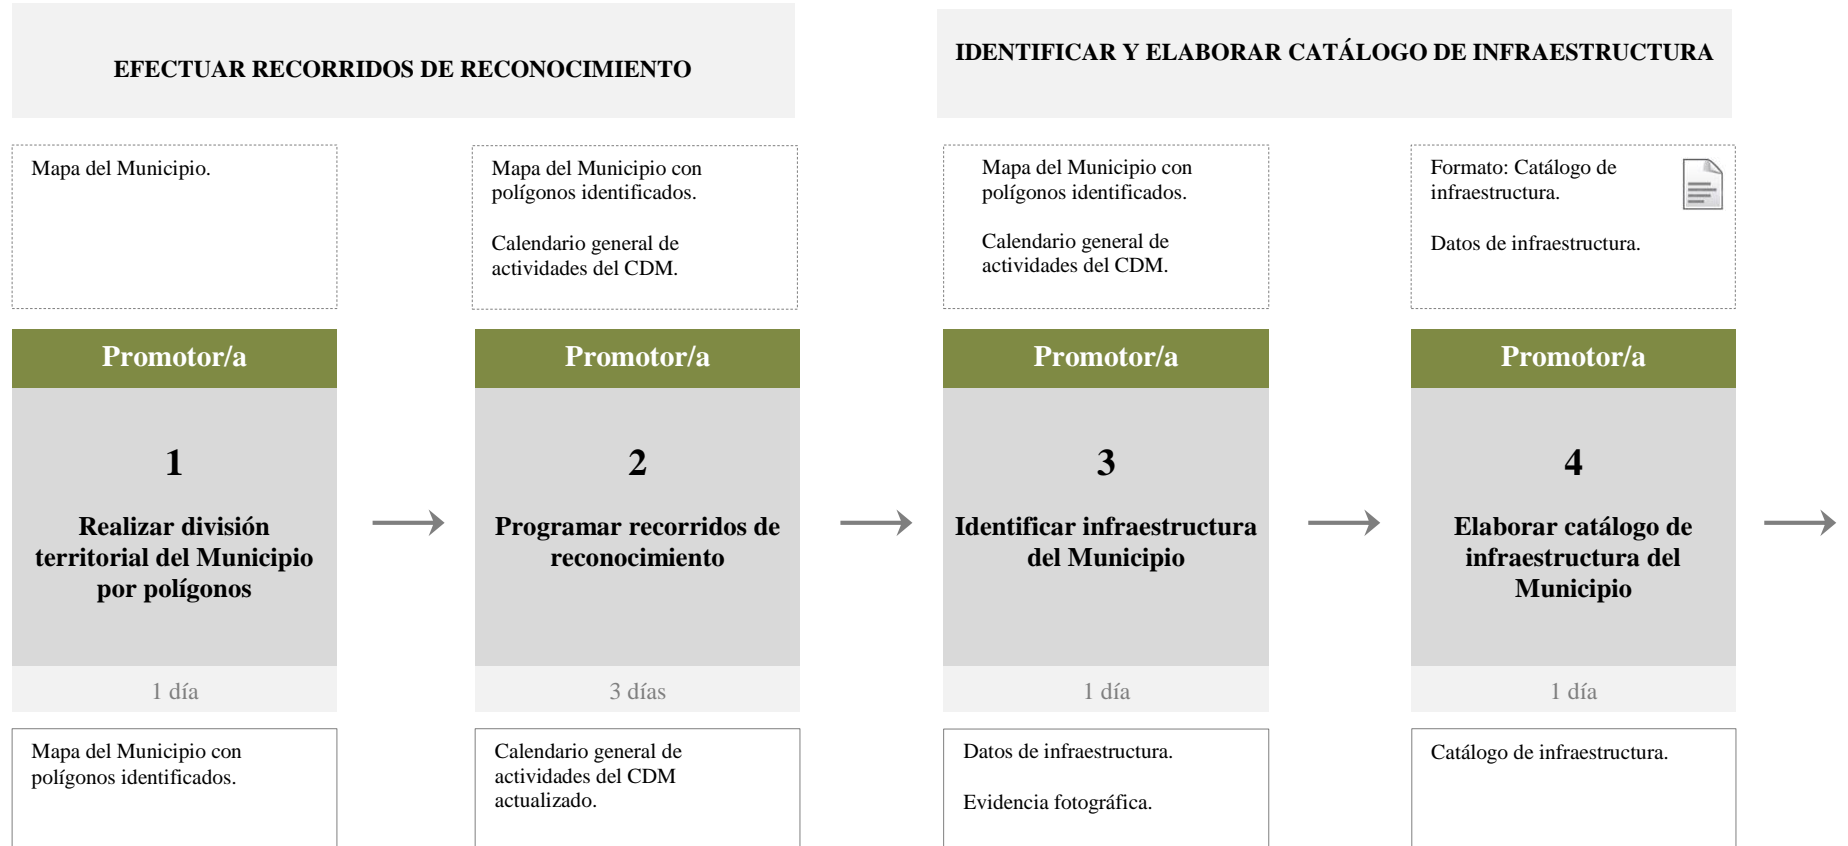 EFECTUAR RECORRIDOS DE RECONOCIMIENTO
IDENTIFICAR Y ELABORAR CATÁLOGO DE INFRAESTRUCTURA
Mapa del Municipio.
Mapa del Municipio con
polígonos identificados.
Calendario general de
actividades del CDM.
Mapa del Municipio con
polígonos identificados.
Calendario general de
actividades del CDM.
Formato: Catálogo de
infraestructura.
Datos de infraestructura.
Promotor/a
1
Realizar división
territorial del Municipio
por polígonos
1 día
Mapa del Municipio con
polígonos identificados.
Promotor/a
2
Programar recorridos de
reconocimiento
3 días
Calendario general de
actividades del CDM
actualizado.
Promotor/a
3
Identificar infraestructura
del Municipio
1 día
Datos de infraestructura.
Evidencia fotográfica.
Promotor/a
4
Elaborar catálogo de
infraestructura del
Municipio
1 día
Catálogo de infraestructura.